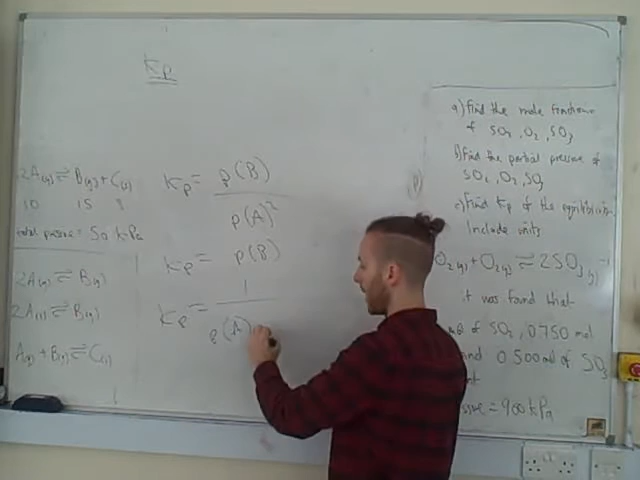 Kp
2A(g) ⇌ B(g) + C(s)
10 15 8
total pressure = 50 kPa
2A(g) ⇌ B(g)
2A(s) ⇌ B(g)
A(g) + B(g) ⇌ C(s)
Kp = p(B)
p(A)²
Kp = p(B)
Kp = 1
p(A)
a) Find the mole fractions
of SO₂, O₂, SO₃
b) Find the partial pressure of
SO₂, O₂, SO₃
c) Find Kp of the equilibrium
Include units
O₂(g) + O₂(g) ⇌ 2SO₃(g)
it was found that
of SO₂, 0.750 mol
and 0.500 mol of SO₃
= 900 kPa